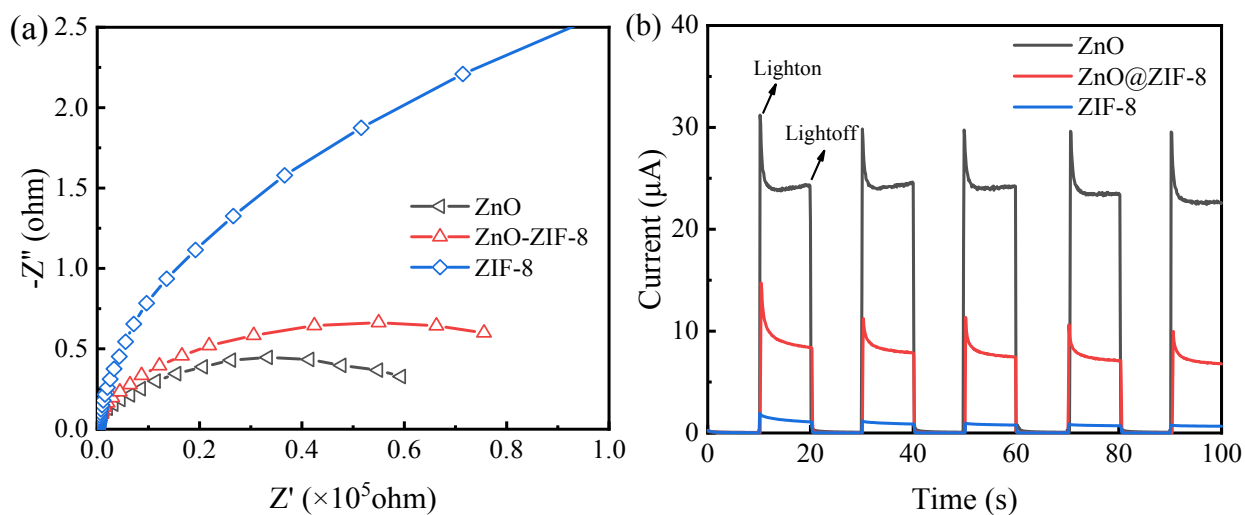 (a)
2.5
2.0
1.5
1.0
0.5
0.0
-Z" (ohm)
ZnO
ZnO-ZIF-8
ZIF-8
0.0 0.2 0.4 0.6 0.8 1.0
Z' (×10⁵ohm)
(b)
40
30
20
10
0
Current (μA)
Lighton
Lightoff
ZnO
ZnO@ZIF-8
ZIF-8
0 20 40 60 80 100
Time (s)